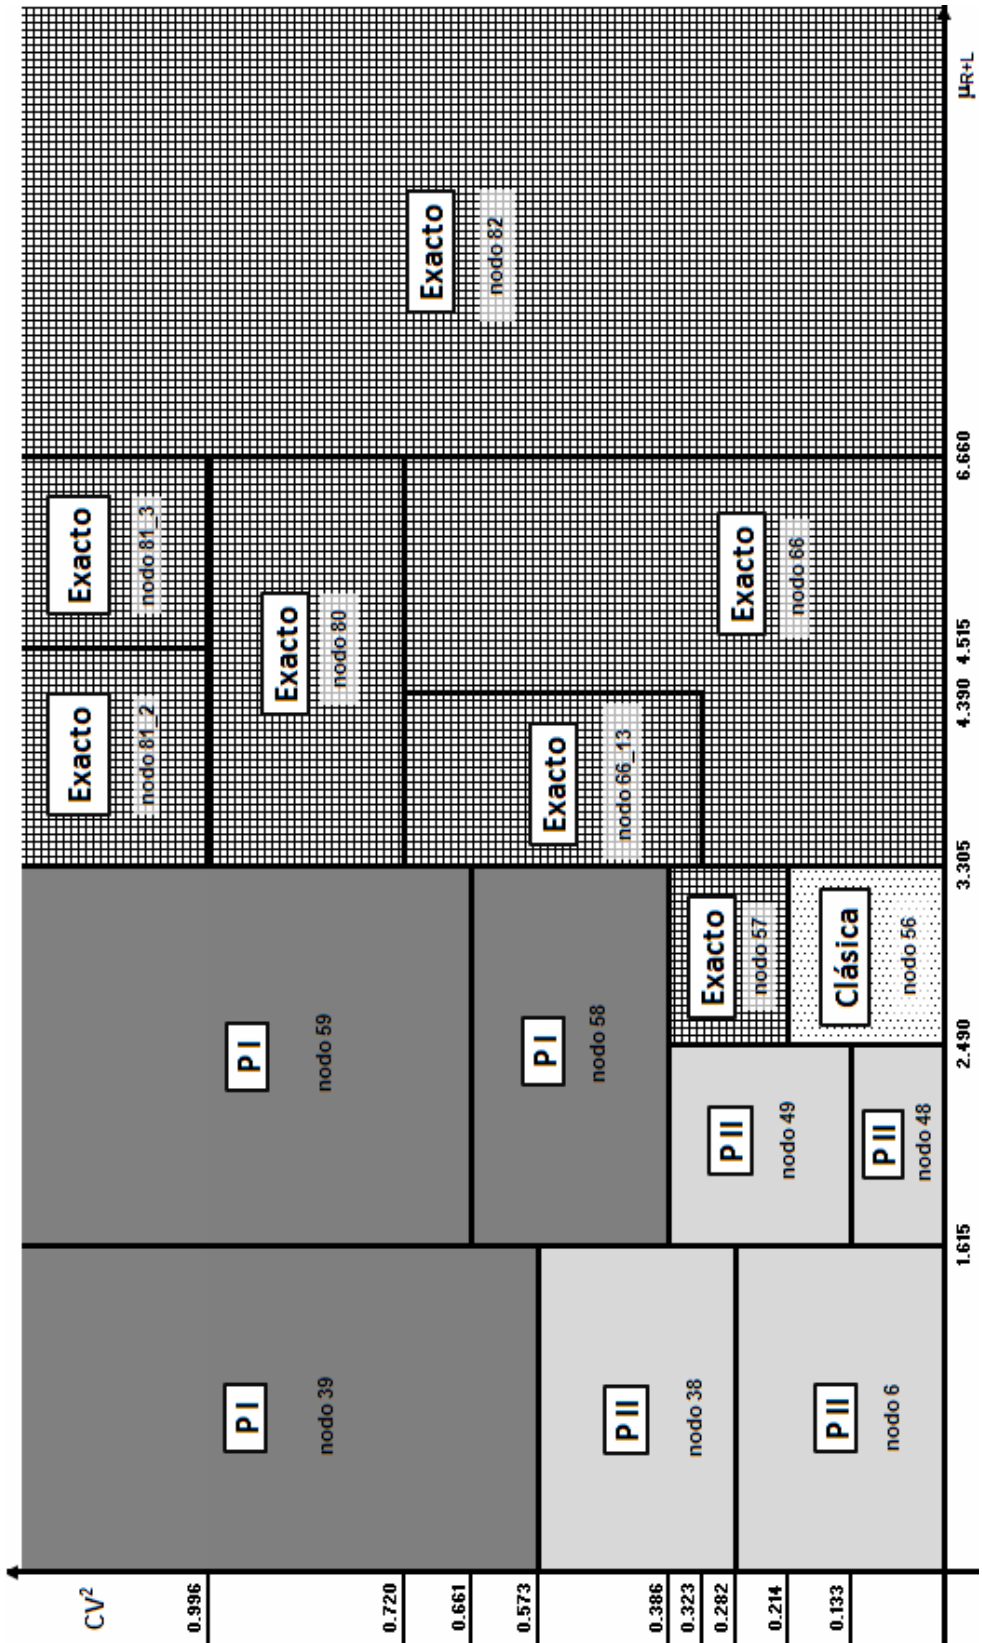 CV²
0.996
0.720
0.661
0.573
0.386
0.323
0.282
0.214
0.133
P I
nodo 39
P II
nodo 38
P II
nodo 6
P I
nodo 59
P I
nodo 58
P II
nodo 49
P II
nodo 48
Exacto
nodo 57
Clásica
nodo 56
Exacto
nodo 81_2
Exacto
nodo 81_3
Exacto
nodo 80
Exacto
nodo 66_13
Exacto
nodo 66
Exacto
nodo 82
1.615
2.490
3.305
4.390
4.515
6.660
μR+L